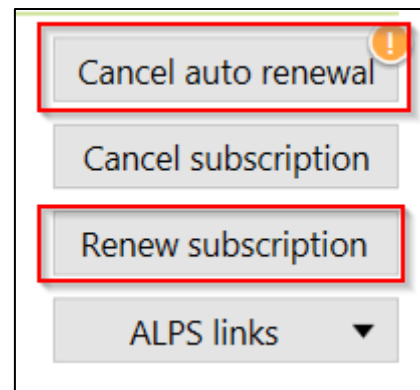 !
Cancel auto renewal
Cancel subscription
Renew subscription
ALPS links